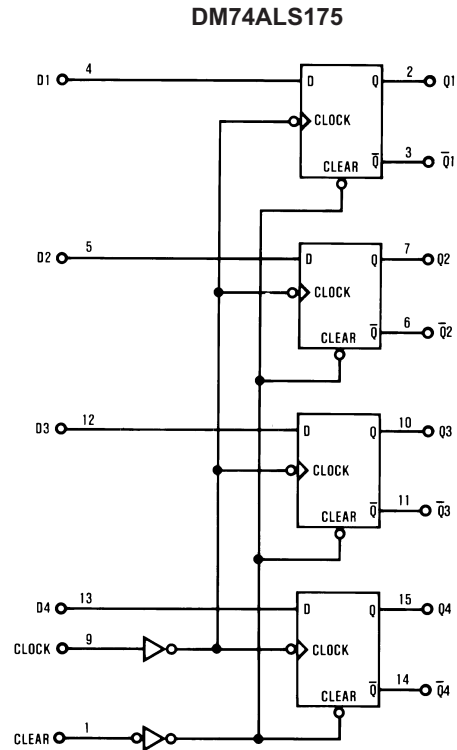 DM74ALS175
D1 4 D Q 2 Q1
CLOCK
CLEAR Q̅ 3 Q̅1
D2 5 D Q 7 Q2
CLOCK
CLEAR Q̅ 6 Q̅2
D3 12 D Q 10 Q3
CLOCK
CLEAR Q̅ 11 Q̅3
D4 13 D Q 15 Q4
CLOCK 9 CLOCK
CLEAR Q̅ 14 Q̅4
CLEAR 1